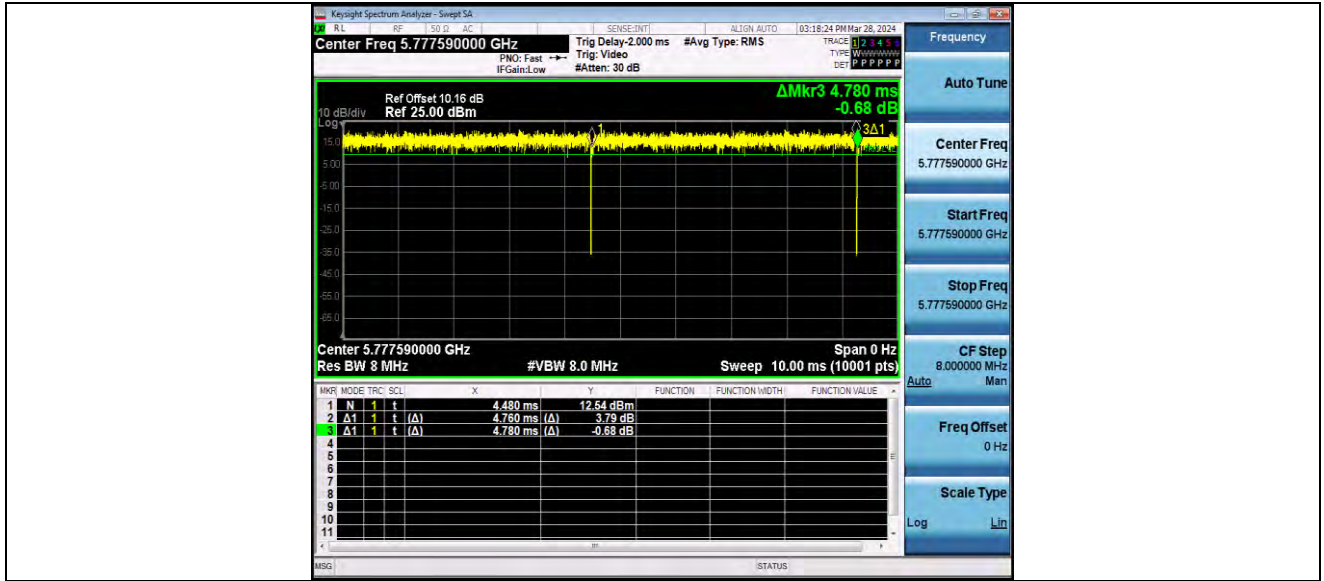 Keysight Spectrum Analyzer - Swept SA
RL RF 50 Ω AC SENSE:INT ALIGN AUTO 03:18:24 PM Mar 28, 2024
Center Freq 5.777590000 GHz
Trig Delay-2.000 ms #Avg Type: RMS
TRACE 1 2 3 4 5 6
PNO: Fast
Trig: Video
TYPE W
IFGain:Low
#Atten: 30 dB
DET P P P P P P
Frequency
Auto Tune
ΔMkr3 4.780 ms
-0.68 dB
Ref Offset 10.16 dB
10 dB/div Ref 25.00 dBm
Log
1
3Δ1
15.0
5.00
-5.00
-15.0
-25.0
-35.0
-45.0
-55.0
-65.0
Center Freq
5.777590000 GHz
Start Freq
5.777590000 GHz
Stop Freq
5.777590000 GHz
Center 5.777590000 GHz Span 0 Hz
Res BW 8 MHz #VBW 8.0 MHz Sweep 10.00 ms (10001 pts)
CF Step
8.000000 MHz
Auto Man
MKR MODE TRC SCL X Y FUNCTION FUNCTION WIDTH FUNCTION VALUE
1 N 1 t 4.480 ms 12.54 dBm
2 Δ1 1 t (Δ) 4.760 ms (Δ) 3.79 dB
3 Δ1 1 t (Δ) 4.780 ms (Δ) -0.68 dB
4
5
6
7
8
9
10
11
Freq Offset
0 Hz
Scale Type
Log Lin
MSG STATUS